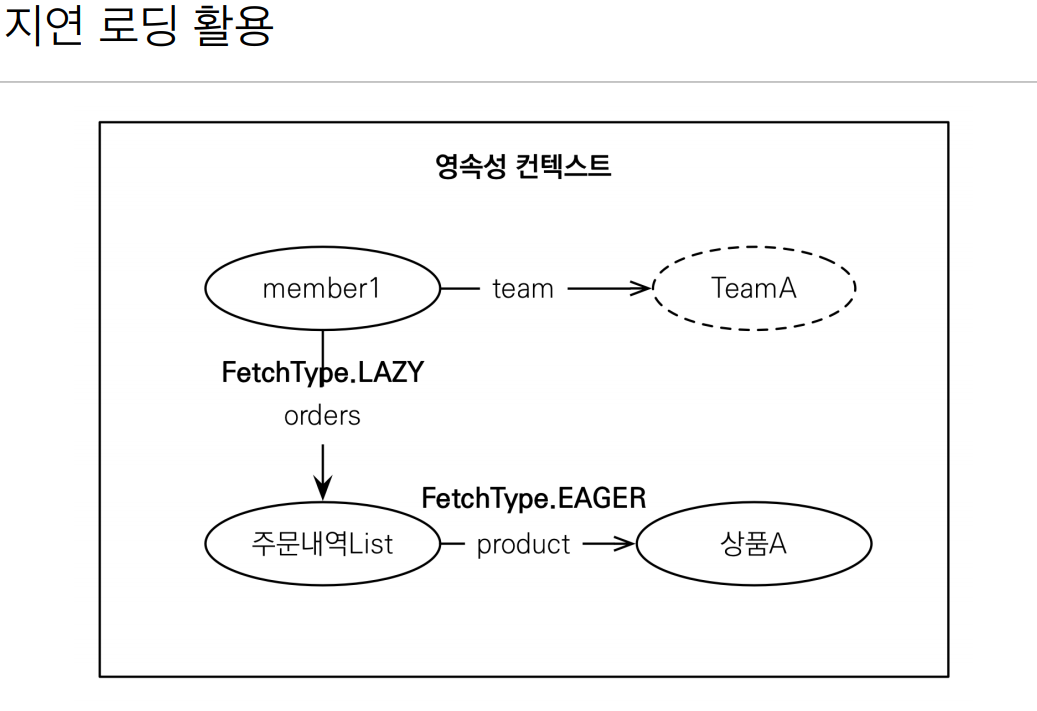 지연 로딩 활용
영속성 컨텍스트
member1
team
TeamA
FetchType.LAZY
orders
FetchType.EAGER
주문내역List
product
상품A